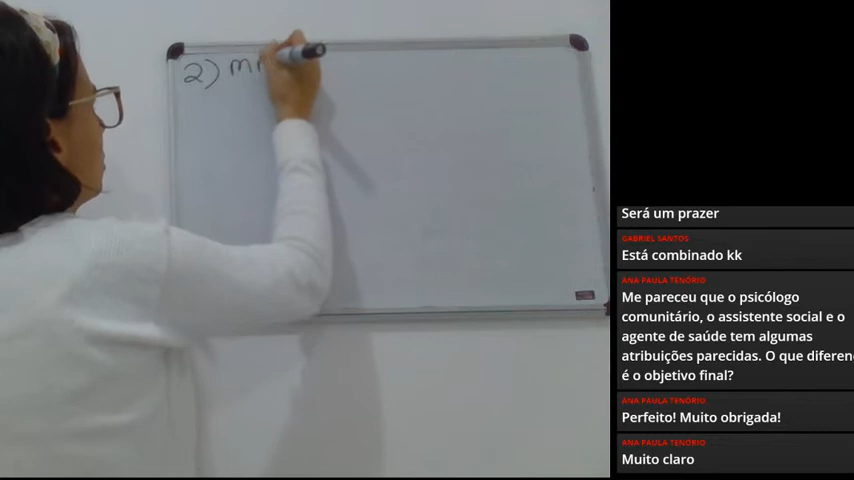 2) m
Será um prazer
GABRIEL SANTOS
Está combinado kk
ANA PAULA TENÓRIO
Me pareceu que o psicólogo
comunitário, o assistente social e o
agente de saúde tem algumas
atribuições parecidas. O que diferen
é o objetivo final?
ANA PAULA TENÓRIO
Perfeito! Muito obrigada!
ANA PAULA TENÓRIO
Muito claro